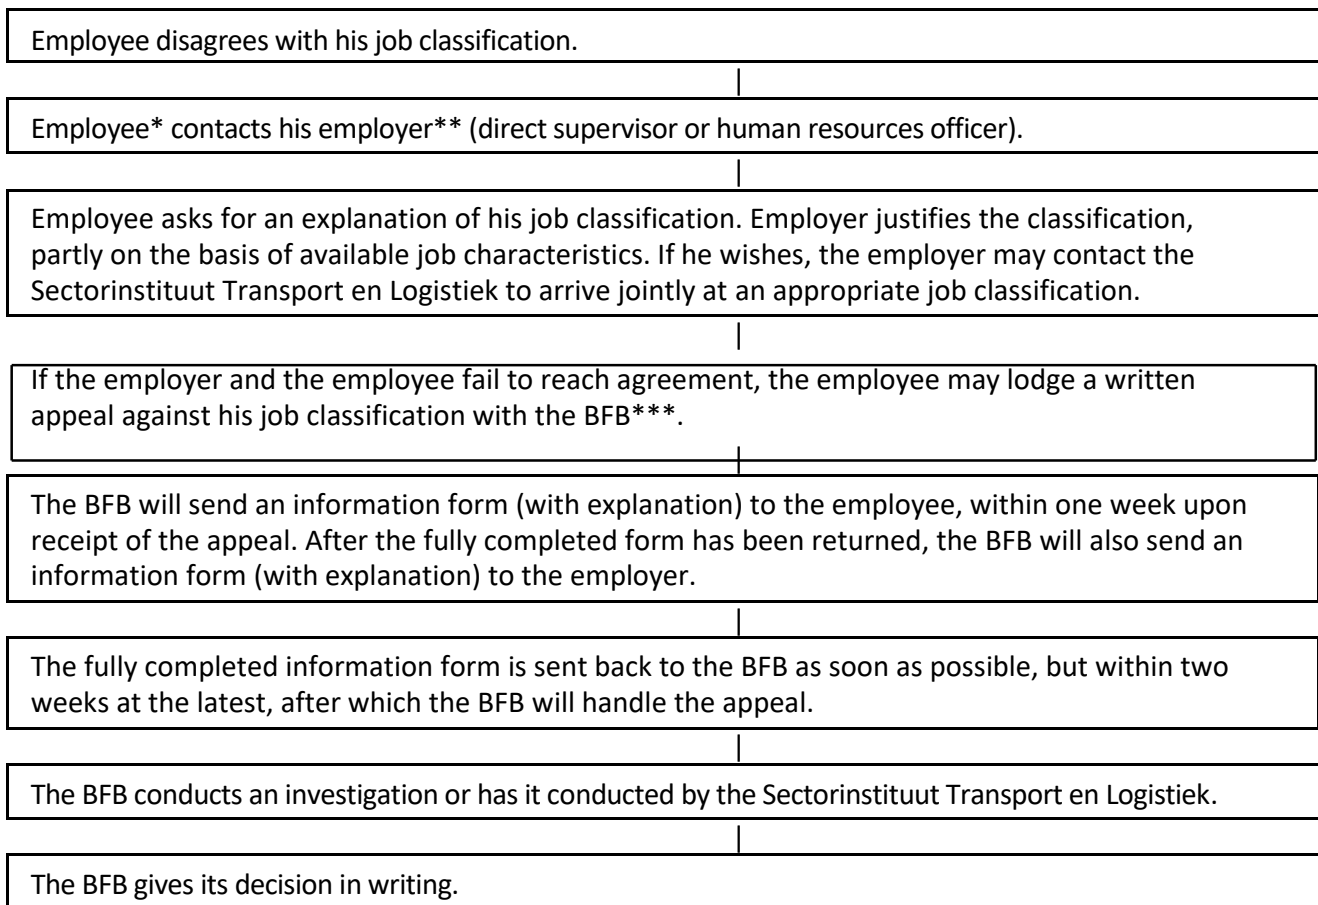 Employee disagrees with his job classification.
Employee* contacts his employer** (direct supervisor or human resources officer).
Employee asks for an explanation of his job classification. Employer justifies the classification,
partly on the basis of available job characteristics. If he wishes, the employer may contact the
Sectorinstituut Transport en Logistiek to arrive jointly at an appropriate job classification.
If the employer and the employee fail to reach agreement, the employee may lodge a written
appeal against his job classification with the BFB***.
The BFB will send an information form (with explanation) to the employee, within one week upon
receipt of the appeal. After the fully completed form has been returned, the BFB will also send an
information form (with explanation) to the employer.
The fully completed information form is sent back to the BFB as soon as possible, but within two
weeks at the latest, after which the BFB will handle the appeal.
The BFB conducts an investigation or has it conducted by the Sectorinstituut Transport en Logistiek.
The BFB gives its decision in writing.